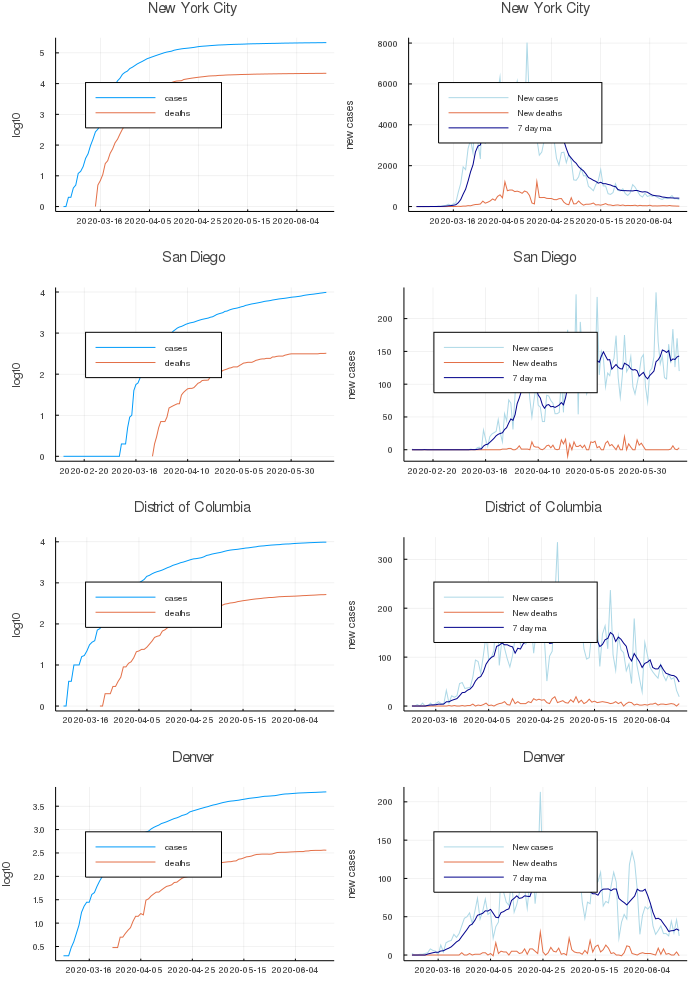 New York City
New York City
5
4
3
2
1
0
log10
cases
deaths
2020-03-16 2020-04-05 2020-04-25 2020-05-15 2020-06-04
8000
6000
4000
2000
0
new cases
New cases
New deaths
7 day ma
2020-03-16 2020-04-05 2020-04-25 2020-05-15 2020-06-04
San Diego
San Diego
4
3
2
1
0
log10
cases
deaths
2020-02-20 2020-03-16 2020-04-10 2020-05-05 2020-05-30
200
150
100
50
0
new cases
New cases
New deaths
7 day ma
2020-02-20 2020-03-16 2020-04-10 2020-05-05 2020-05-30
District of Columbia
District of Columbia
4
3
2
1
0
log10
cases
deaths
2020-03-16 2020-04-05 2020-04-25 2020-05-15 2020-06-04
300
200
100
0
new cases
New cases
New deaths
7 day ma
2020-03-16 2020-04-05 2020-04-25 2020-05-15 2020-06-04
Denver
Denver
3.5
3.0
2.5
2.0
1.5
1.0
0.5
log10
cases
deaths
2020-03-16 2020-04-05 2020-04-25 2020-05-15 2020-06-04
200
150
100
50
0
new cases
New cases
New deaths
7 day ma
2020-03-16 2020-04-05 2020-04-25 2020-05-15 2020-06-04